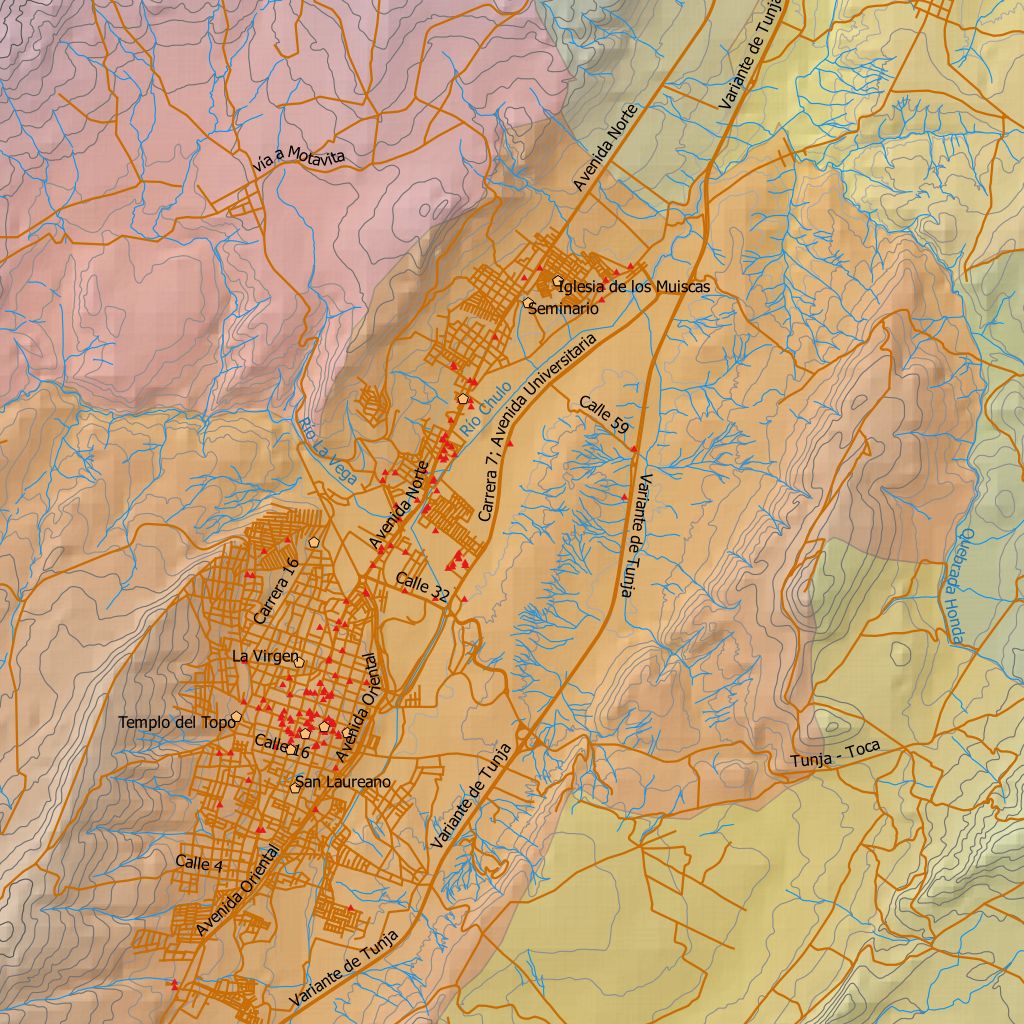 Variante de Tunja
Avenida Norte
vía a Motavita
Iglesia de los Muiscas
Seminario
Río Chulo
Carrera 7; Avenida Universitaria
Calle 59
Río La Vega
Avenida Norte
Variante de Tunja
Quebrada Honda
Carrera 16
Calle 32
La Virgen
Avenida Oriental
Templo del Topo
Calle 16
Tunja - Toca
San Laureano
Variante de Tunja
Calle 4
Avenida Oriental
Variante de Tunja